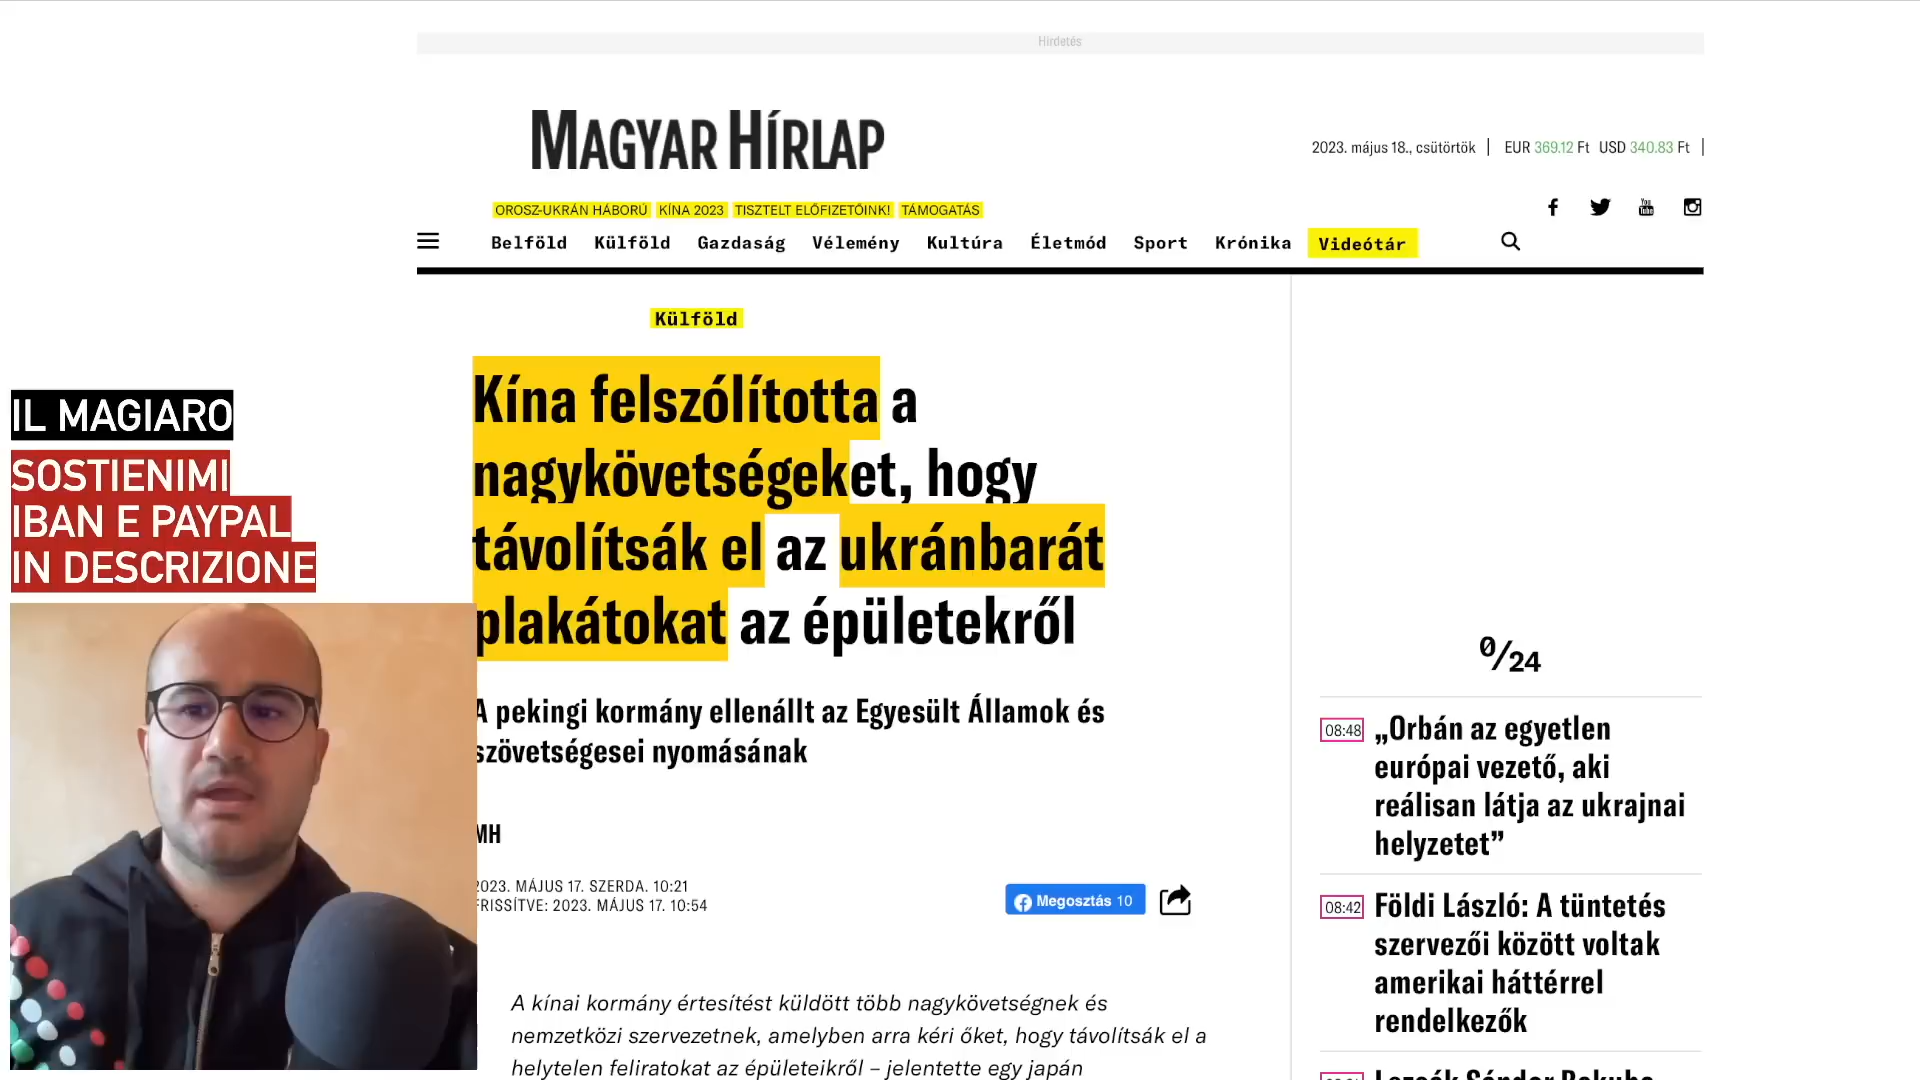 Hirdetés
MAGYAR HÍRLAP
2023. május 18., csütörtök | EUR 369.12 Ft USD 340.83 Ft |
OROSZ-UKRÁN HÁBORÚ KÍNA 2023 TISZTELT ELŐFIZETŐINK! TÁMOGATÁS
Belföld Külföld Gazdaság Vélemény Kultúra Életmód Sport Krónika Videótár
Külföld
Kína felszólította a
nagykövetségeket, hogy
távolítsák el az ukránbarát
plakátokat az épületekről
A pekingi kormány ellenállt az Egyesült Államok és
szövetségesei nyomásának
MH
2023. MÁJUS 17. SZERDA. 10:21
FRISSÍTVE: 2023. MÁJUS 17. 10:54
Megosztás 10
A kínai kormány értesítést küldött több nagykövetségnek és
nemzetközi szervezetnek, amelyben arra kéri őket, hogy távolítsák el a
helytelen feliratokat az épületeikről – jelentette egy japán
IL MAGIARO
SOSTIENIMI
IBAN E PAYPAL
IN DESCRIZIONE
0/24
08:48 „Orbán az egyetlen
európai vezető, aki
reálisan látja az ukrajnai
helyzetet”
08:42 Földi László: A tüntetés
szervezői között voltak
amerikai háttérrel
rendelkezők